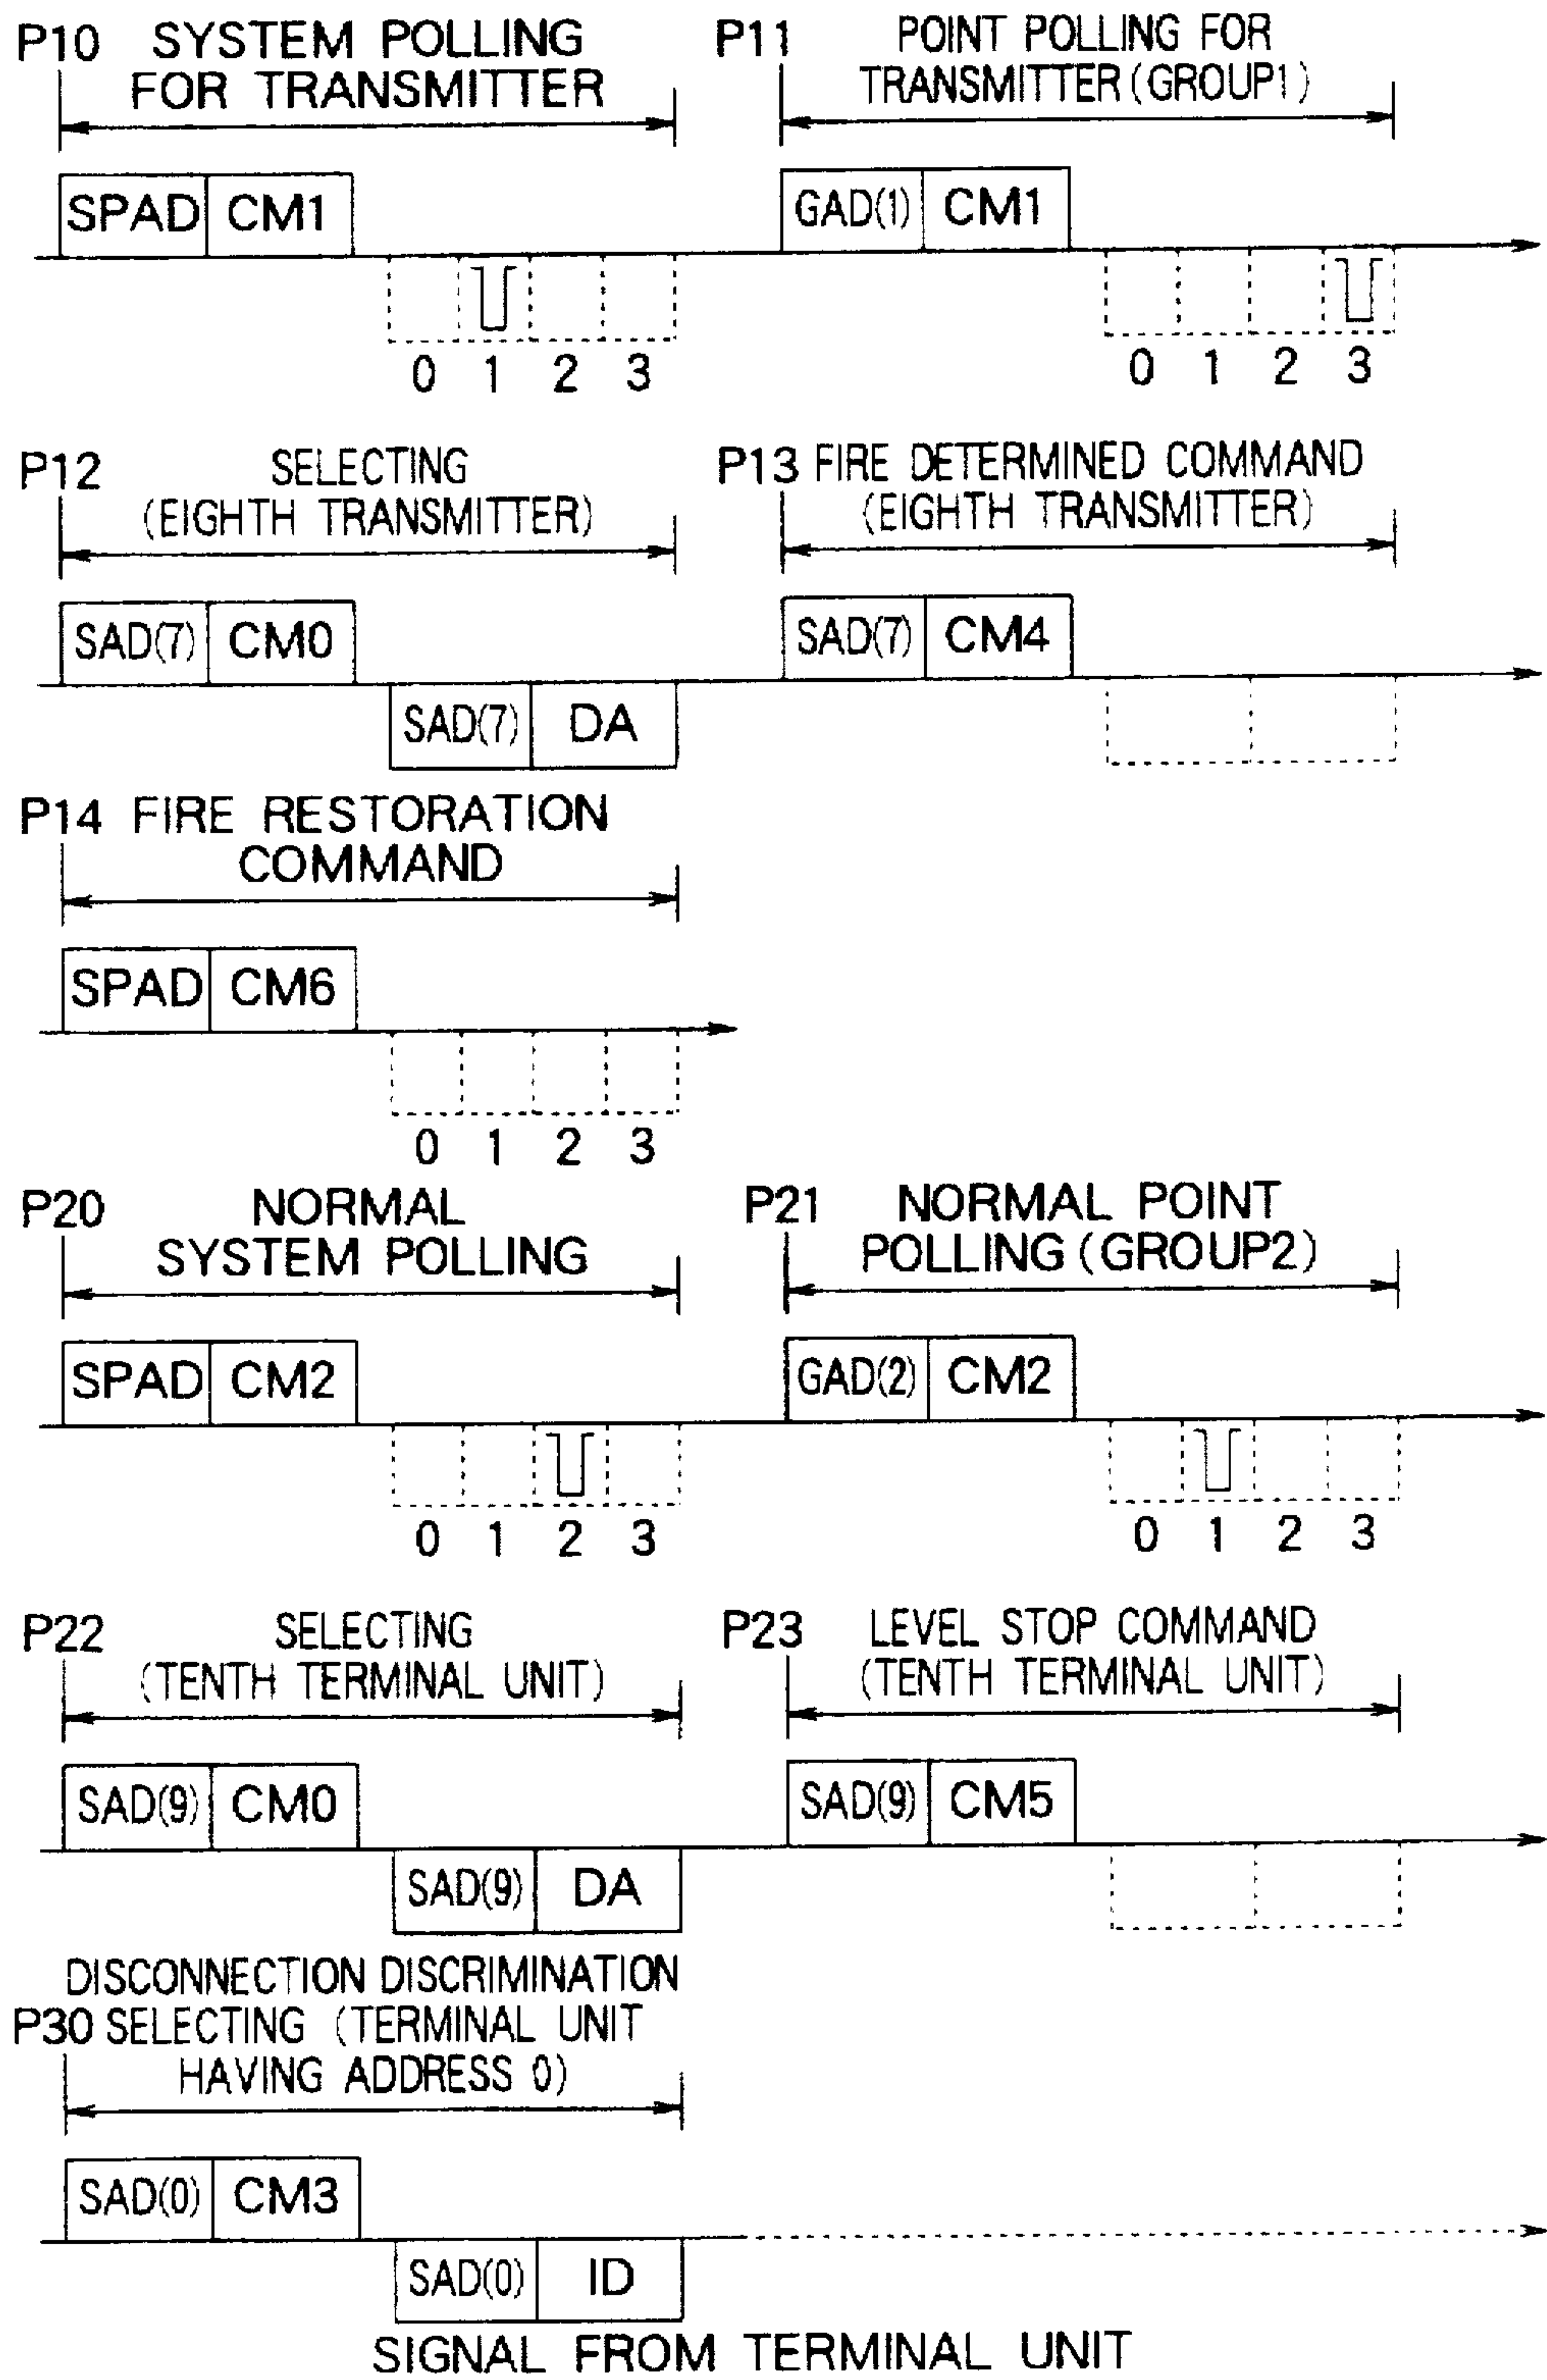 P10 SYSTEM POLLING
FOR TRANSMITTER
P11 POINT POLLING FOR
TRANSMITTER (GROUP1)
SPAD CM1
GAD(1) CM1
0 1 2 3
0 1 2 3
P12 SELECTING
(EIGHTH TRANSMITTER)
P13 FIRE DETERMINED COMMAND
(EIGHTH TRANSMITTER)
SAD(7) CM0
SAD(7) DA
SAD(7) CM4
P14 FIRE RESTORATION
COMMAND
SPAD CM6
0 1 2 3
P20 NORMAL
SYSTEM POLLING
P21 NORMAL POINT
POLLING (GROUP2)
SPAD CM2
GAD(2) CM2
0 1 2 3
0 1 2 3
P22 SELECTING
(TENTH TERMINAL UNIT)
P23 LEVEL STOP COMMAND
(TENTH TERMINAL UNIT)
SAD(9) CM0
SAD(9) DA
SAD(9) CM5
DISCONNECTION DISCRIMINATION
P30 SELECTING (TERMINAL UNIT
HAVING ADDRESS 0)
SAD(0) CM3
SAD(0) ID
SIGNAL FROM TERMINAL UNIT